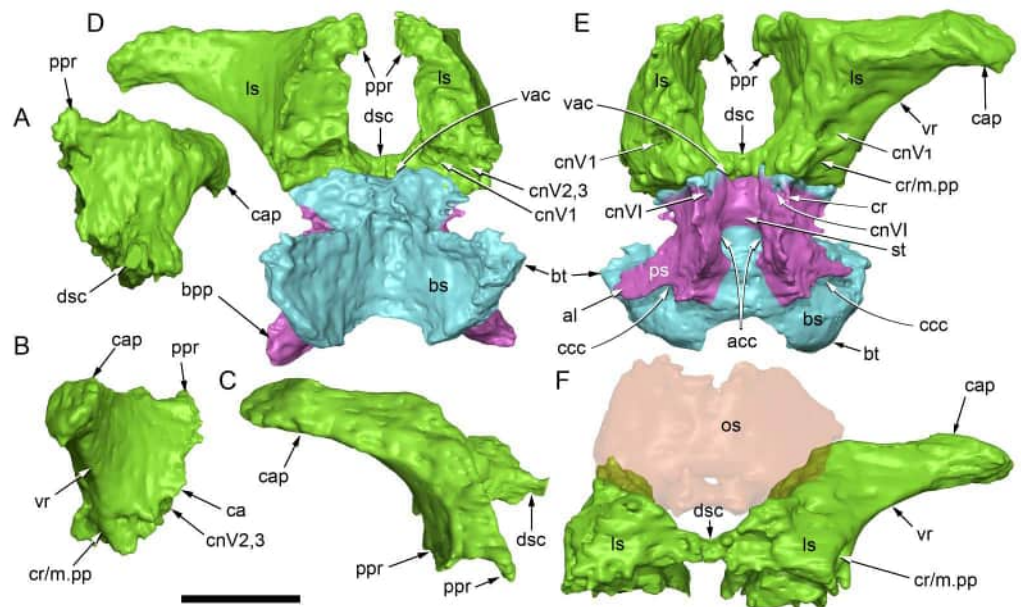 A
ppr
cap
dsc
B
cap
ppr
vr
ca
cnV2,3
cr/m.pp
C
cap
dsc
ppr
ppr
D
ls
ppr
ls
dsc
vac
cnV2,3
cnV1
bs
bt
bpp
E
ls
ppr
ls
dsc
vac
cap
vr
cnV1
cnV1
cr/m.pp
cnVI
cr
cnVI
st
ps
al
ccc
acc
bs
ccc
bt
F
os
cap
dsc
ls
ls
vr
cr/m.pp